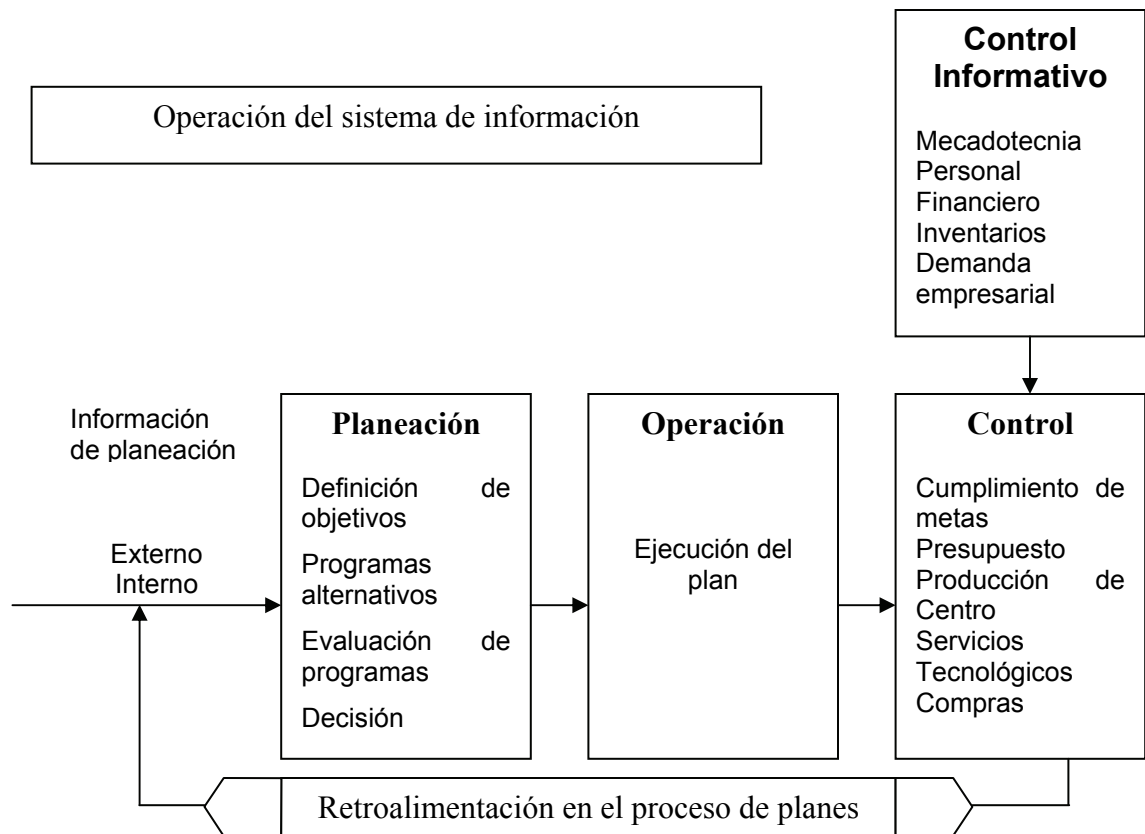 Control
Informativo
Mecadotecnia
Personal
Financiero
Inventarios
Demanda
empresarial
Operación del sistema de información
Información
de planeación
Externo
Interno
Planeación
Definición de
objetivos
Programas
alternativos
Evaluación de
programas
Decisión
Operación
Ejecución del
plan
Control
Cumplimiento de
metas
Presupuesto
Producción de
Centro
Servicios
Tecnológicos
Compras
Retroalimentación en el proceso de planes